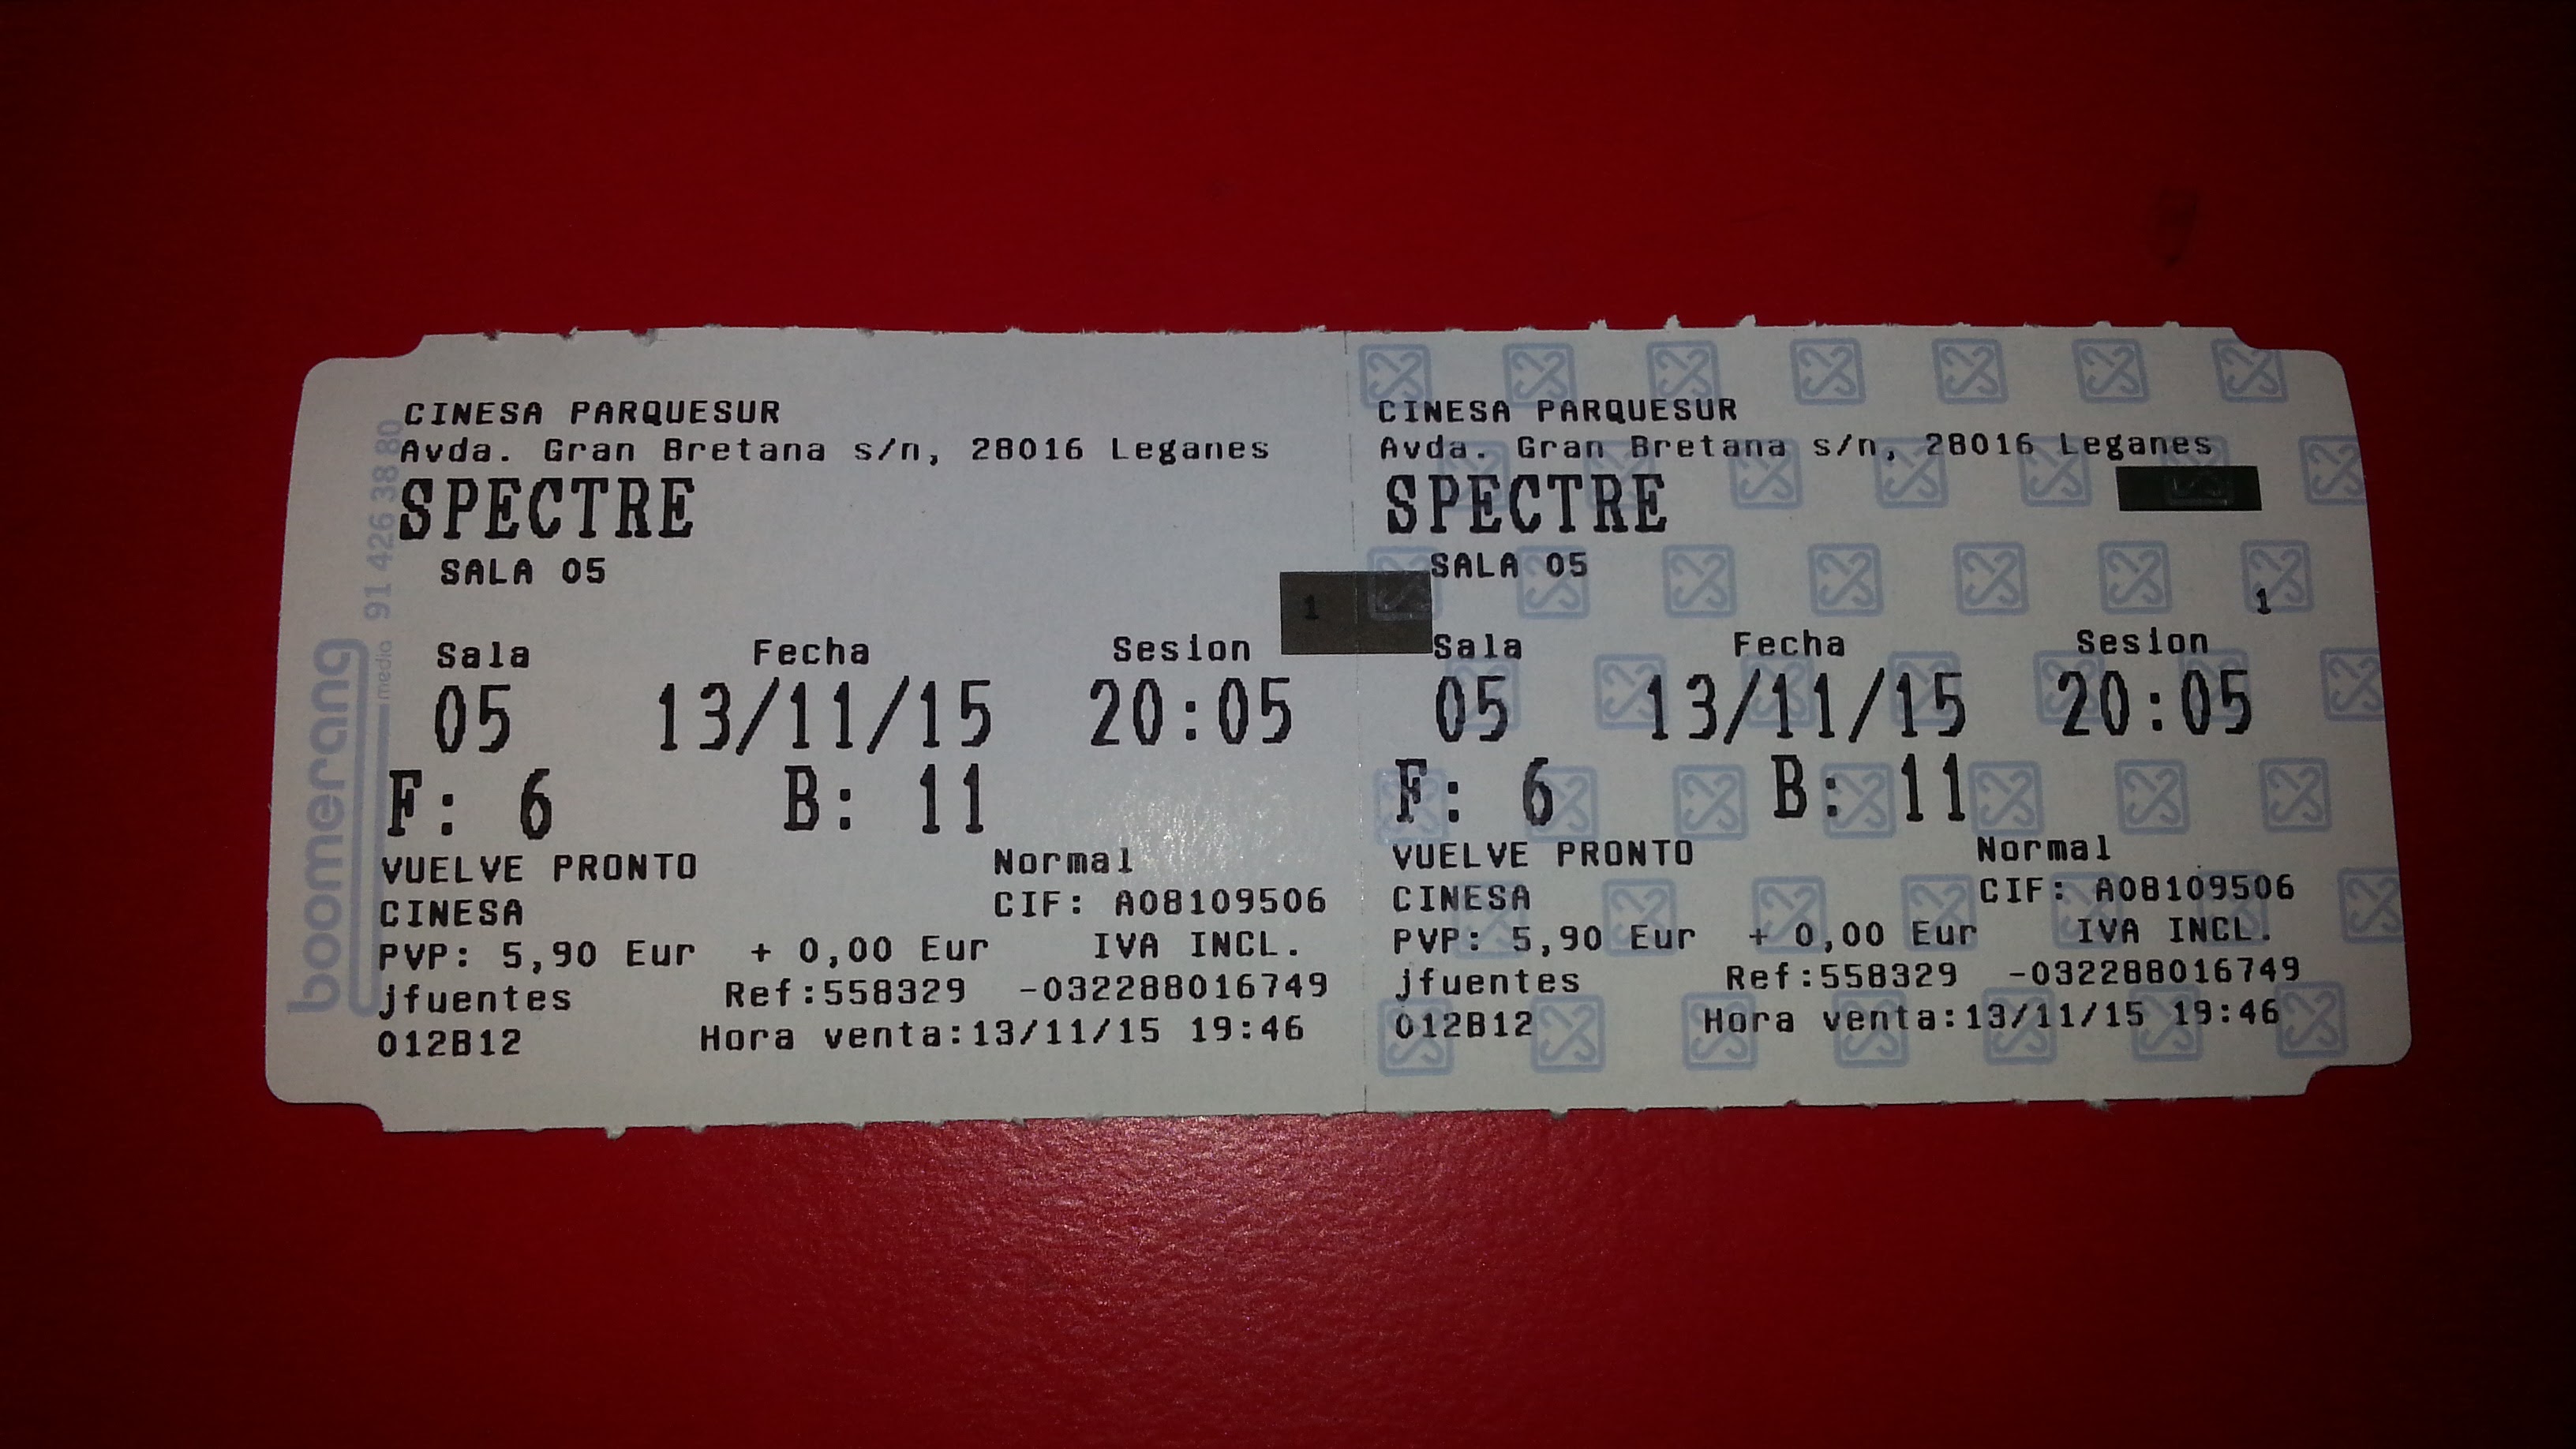 CINESA PARQUESUR
Avda. Gran Bretana s/n, 28016 Leganes
SPECTRE
SALA 05
1
Sala Fecha Sesion
05 13/11/15 20:05
F: 6 B: 11
VUELVE PRONTO Normal
CINESA CIF: A08109506
PVP: 5,90 Eur + 0,00 Eur IVA INCL.
jfuentes Ref:558329 -032288016749
012B12 Hora venta:13/11/15 19:46
boomerang
media 91 426 38 80
CINESA PARQUESUR
Avda. Gran Bretana s/n, 28016 Leganes
SPECTRE
SALA 05
1
Sala Fecha Sesion
05 13/11/15 20:05
F: 6 B: 11
VUELVE PRONTO Normal
CINESA CIF: A08109506
PVP: 5,90 Eur + 0,00 Eur IVA INCL.
jfuentes Ref:558329 -032288016749
012B12 Hora venta:13/11/15 19:46